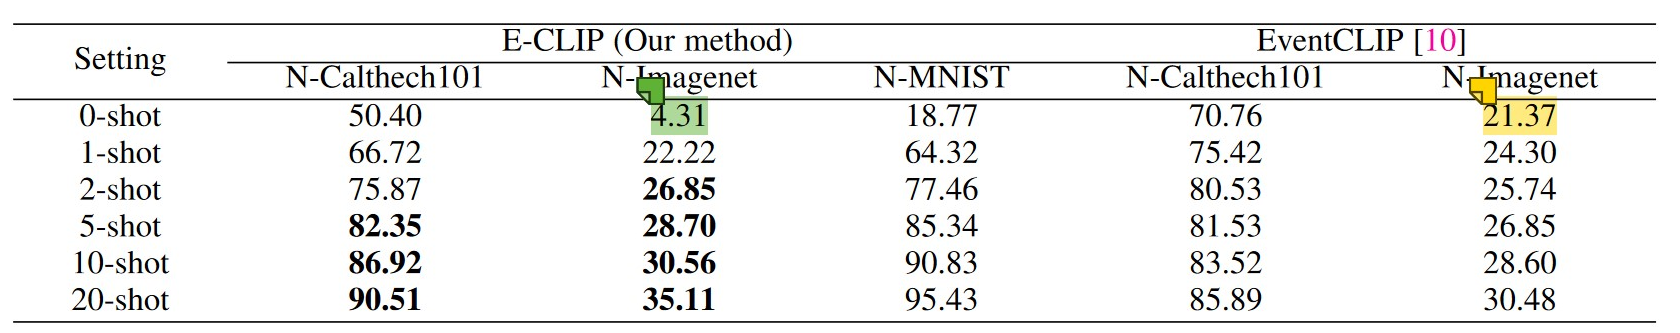 Setting E-CLIP (Our method) EventCLIP [10]
N-Calthech101 N-Imagenet N-MNIST N-Calthech101 N-Imagenet
0-shot 50.40 4.31 18.77 70.76 21.37
1-shot 66.72 22.22 64.32 75.42 24.30
2-shot 75.87 26.85 77.46 80.53 25.74
5-shot 82.35 28.70 85.34 81.53 26.85
10-shot 86.92 30.56 90.83 83.52 28.60
20-shot 90.51 35.11 95.43 85.89 30.48